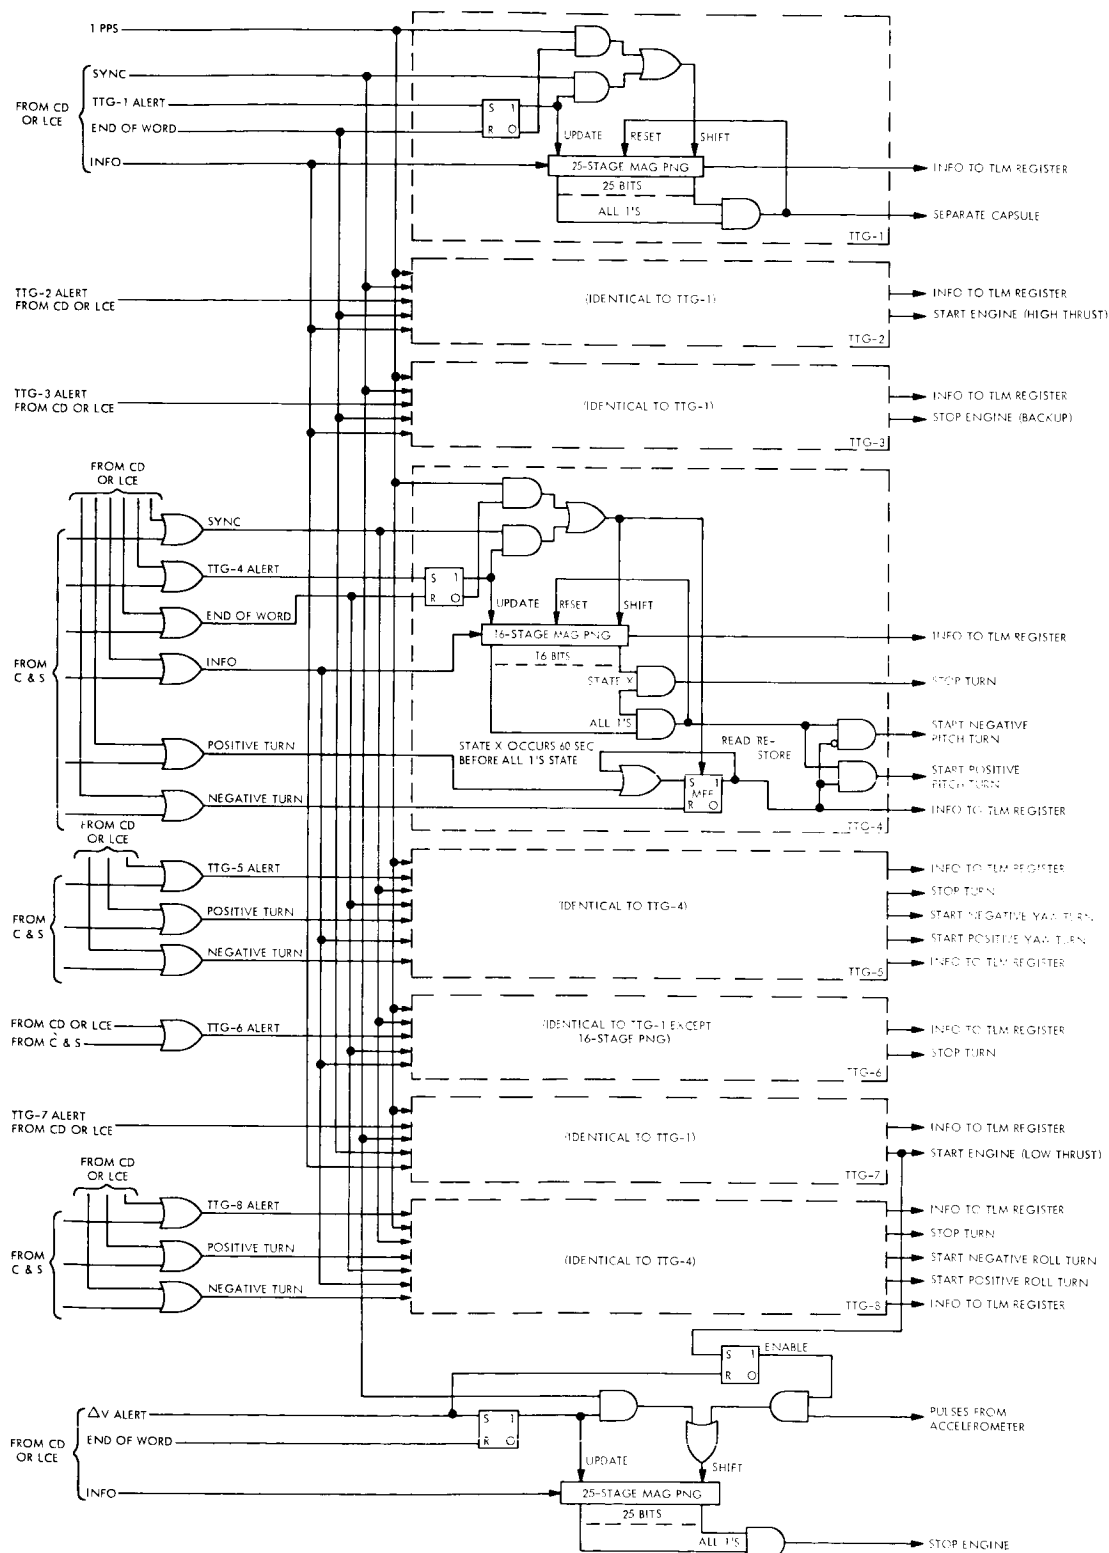 1 PPS
SYNC
FROM CD
OR LCE
TTG-1 ALERT
END OF WORD
INFO
S 1
R O
UPDATE
RESET
SHIFT
25-STAGE MAG PNG
25 BITS
ALL 1'S
TTG-1
INFO TO TLM REGISTER
SEPARATE CAPSULE
TTG-2 ALERT
FROM CD OR LCE
(IDENTICAL TO TTG-1)
TTG-2
INFO TO TLM REGISTER
START ENGINE (HIGH THRUST)
TTG-3 ALERT
FROM CD OR LCE
(IDENTICAL TO TTG-1)
TTG-3
INFO TO TLM REGISTER
STOP ENGINE (BACKUP)
FROM CD
OR LCE
SYNC
TTG-4 ALERT
END OF WORD
INFO
FROM
C & S
POSITIVE TURN
NEGATIVE TURN
S 1
R O
UPDATE
RESET
SHIFT
16-STAGE MAG PNG
16 BITS
STATE X
ALL 1'S
STATE X OCCURS 60 SEC
BEFORE ALL 1'S STATE
READ RE-
STORE
S 1
MFF
R O
TTG-4
INFO TO TLM REGISTER
STOP TURN
START NEGATIVE
PITCH TURN
START POSITIVE
PITCH TURN
INFO TO TLM REGISTER
FROM CD
OR LCE
TTG-5 ALERT
POSITIVE TURN
FROM
C & S
NEGATIVE TURN
(IDENTICAL TO TTG-4)
TTG-5
INFO TO TLM REGISTER
STOP TURN
START NEGATIVE YAW TURN
START POSITIVE YAW TURN
INFO TO TLM REGISTER
FROM CD OR LCE
FROM C & S
TTG-6 ALERT
(IDENTICAL TO TTG-1 EXCEPT
16-STAGE PNG)
TTG-6
INFO TO TLM REGISTER
STOP TURN
TTG-7 ALERT
FROM CD OR LCE
(IDENTICAL TO TTG-1)
TTG-7
INFO TO TLM REGISTER
START ENGINE (LOW THRUST)
FROM CD
OR LCE
TTG-8 ALERT
POSITIVE TURN
FROM
C & S
NEGATIVE TURN
(IDENTICAL TO TTG-4)
TTG-8
INFO TO TLM REGISTER
STOP TURN
START NEGATIVE ROLL TURN
START POSITIVE ROLL TURN
INFO TO TLM REGISTER
S 1
R O
ENABLE
ΔV ALERT
END OF WORD
FROM CD
OR LCE
INFO
S 1
R O
PULSES FROM
ACCELEROMETER
UPDATE
SHIFT
25-STAGE MAG PNG
25 BITS
ALL 1'S
STOP ENGINE